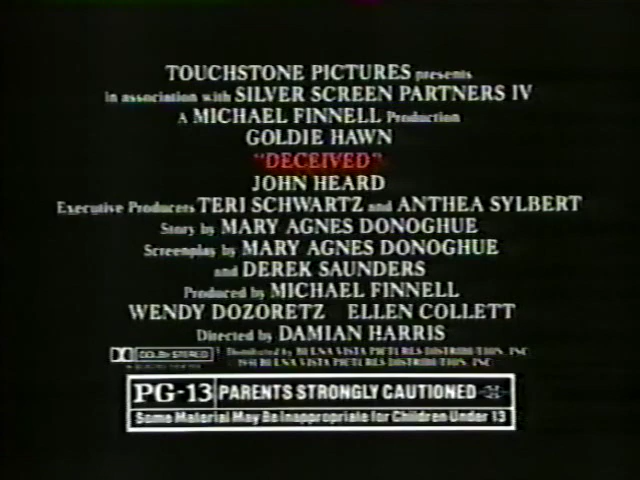 TOUCHSTONE PICTURES presents
in association with SILVER SCREEN PARTNERS IV
A MICHAEL FINNELL Production
GOLDIE HAWN
"DECEIVED"
JOHN HEARD
Executive Producers TERI SCHWARTZ and ANTHEA SYLBERT
Story by MARY AGNES DONOGHUE
Screenplay by MARY AGNES DONOGHUE
and DEREK SAUNDERS
Produced by MICHAEL FINNELL
WENDY DOZORETZ ELLEN COLLETT
Directed by DAMIAN HARRIS
DOLBY STEREO Distributed by BUENA VISTA PICTURES DISTRIBUTION, INC
BUENA VISTA PICTURES DISTRIBUTION, INC
PG-13 PARENTS STRONGLY CAUTIONED
Some Material May Be Inappropriate for Children Under 13